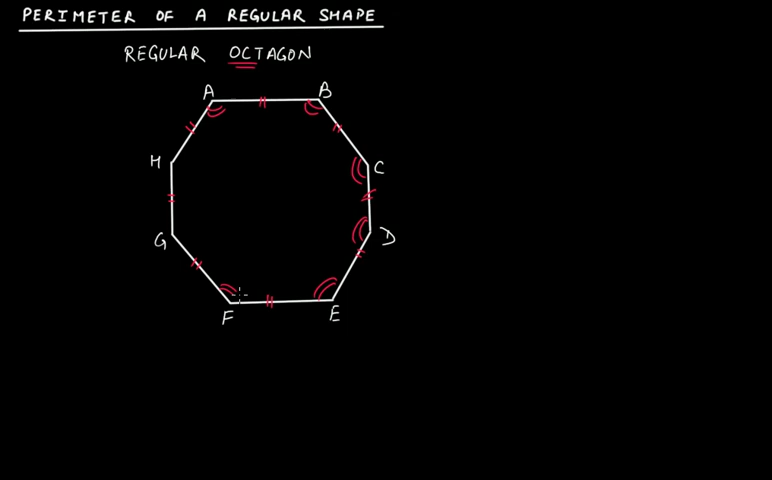 PERIMETER OF A REGULAR SHAPE
REGULAR OCTAGON
A B
H C
G D
F E